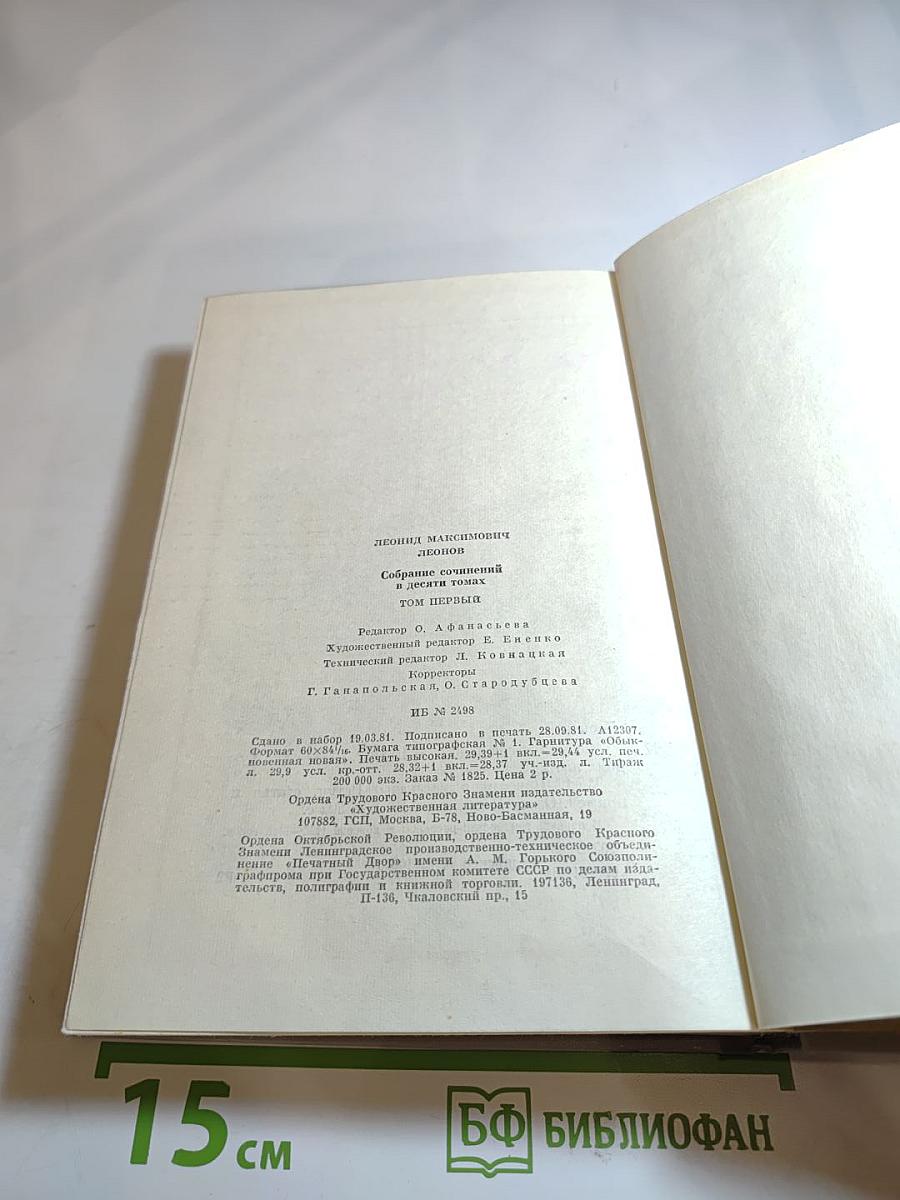 ЛЕОНИД МАКСИМОВИЧ
ЛЕОНОВ
Собрание сочинений
в десяти томах
ТОМ ПЕРВЫЙ
Редактор О. Афанасьева
Художественный редактор Е. Ененко
Технический редактор Л. Ковнацкая
Корректоры
Г. Ганапольская, О. Стародубцева
ИБ № 2498
Сдано в набор 19.03.81. Подписано в печать 28.09.81. А12307.
Формат 60×84¹/₁₆. Бумага типографская № 1. Гарнитура «Обык-
новенная новая». Печать высокая. 29,39+1 вкл.=29,44 усл. печ.
л. 29,9 усл. кр.-отт. 28,32+1 вкл.=28,37 уч.-изд. л. Тираж
200 000 экз. Заказ № 1825. Цена 2 р.
Ордена Трудового Красного Знамени издательство
«Художественная литература»
107882, ГСП, Москва, Б-78, Ново-Басманная, 19
Ордена Октябрьской Революции, ордена Трудового Красного
Знамени Ленинградское производственно-техническое объеди-
нение «Печатный Двор» имени А. М. Горького Союзполи-
графпрома при Государственном комитете СССР по делам изда-
тельств, полиграфии и книжной торговли. 197136, Ленинград,
П-136, Чкаловский пр., 15
15 см
БФ БИБЛИОФАН